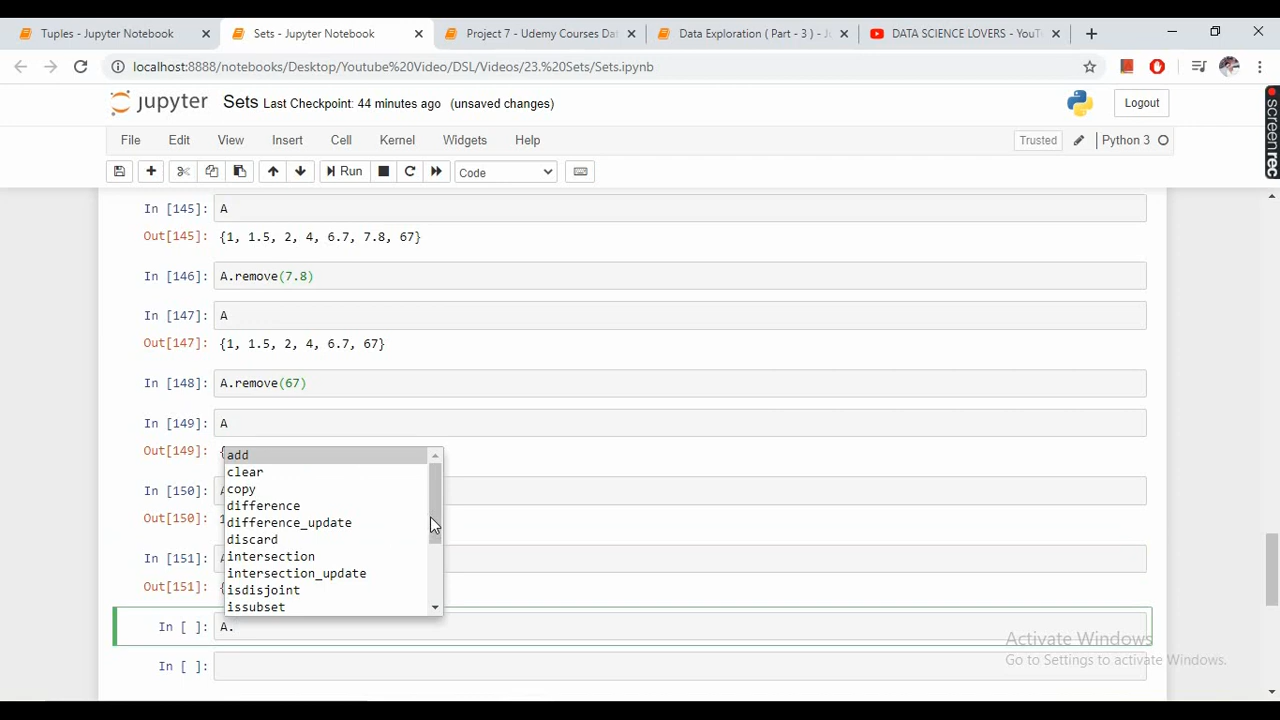 Tuples - Jupyter Notebook
Sets - Jupyter Notebook
Project 7 - Udemy Courses Dat
Data Exploration ( Part - 3 ) - Ju
DATA SCIENCE LOVERS - YouTu
localhost:8888/notebooks/Desktop/Youtube%20Video/DSL/Videos/23.%20Sets/Sets.ipynb
jupyter Sets Last Checkpoint: 44 minutes ago (unsaved changes)
Logout
File Edit View Insert Cell Kernel Widgets Help
Trusted Python 3
Run Code
screenrec
In [145]: A
Out[145]: {1, 1.5, 2, 4, 6.7, 7.8, 67}
In [146]: A.remove(7.8)
In [147]: A
Out[147]: {1, 1.5, 2, 4, 6.7, 67}
In [148]: A.remove(67)
In [149]: A
Out[149]: {
In [150]:
Out[150]: 1
In [151]:
Out[151]: {
add
clear
copy
difference
difference_update
discard
intersection
intersection_update
isdisjoint
issubset
In [ ]: A.
In [ ]:
Activate Windows
Go to Settings to activate Windows.